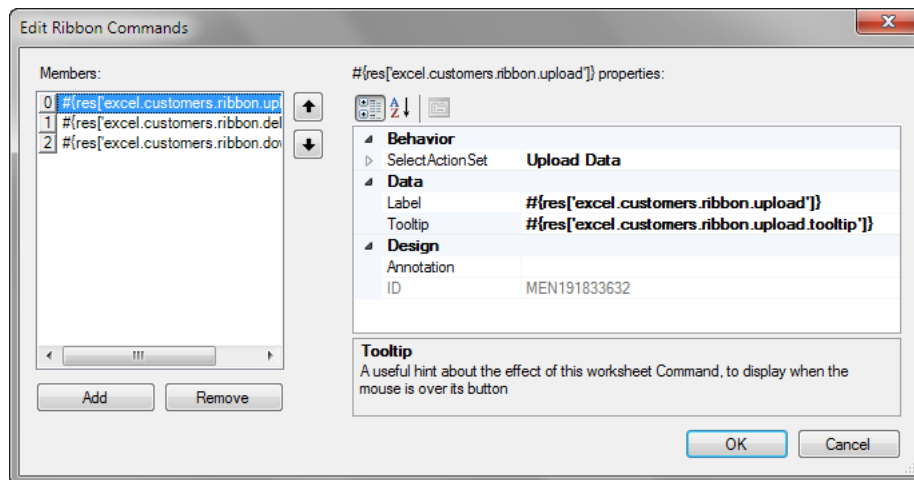 Edit Ribbon Commands
Members:
#{res['excel.customers.ribbon.upload']} properties:
0 #{res['excel.customers.ribbon.upl
1 #{res['excel.customers.ribbon.del
2 #{res['excel.customers.ribbon.dov
A
Z
Behavior
SelectActionSet Upload Data
Data
Label #{res['excel.customers.ribbon.upload']}
Tooltip #{res['excel.customers.ribbon.upload.tooltip']}
Design
Annotation
ID MEN191833632
Tooltip
A useful hint about the effect of this worksheet Command, to display when the
mouse is over its button
Add Remove
OK Cancel